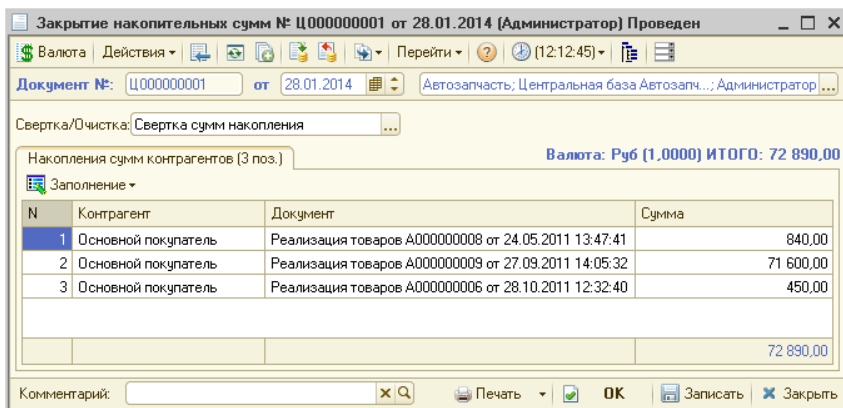 Закрытие накопительных сумм № Ц000000001 от 28.01.2014 (Администратор) Проведен
Валюта Действия Перейти (12:12:45)
Документ №: Ц000000001 от 28.01.2014 Автозапчасть; Центральная база Автозапч...; Администратор ...
Свертка/Очистка: Свертка сумм накопления ...
Накопления сумм контрагентов (3 поз.) Валюта: Руб (1,0000) ИТОГО: 72 890,00
Заполнение
N Контрагент Документ Сумма
1 Основной покупатель Реализация товаров А000000008 от 24.05.2011 13:47:41 840,00
2 Основной покупатель Реализация товаров А000000009 от 27.09.2011 14:05:32 71 600,00
3 Основной покупатель Реализация товаров А000000006 от 28.10.2011 12:32:40 450,00
72 890,00
Комментарий: Печать OK Записать Закрыть